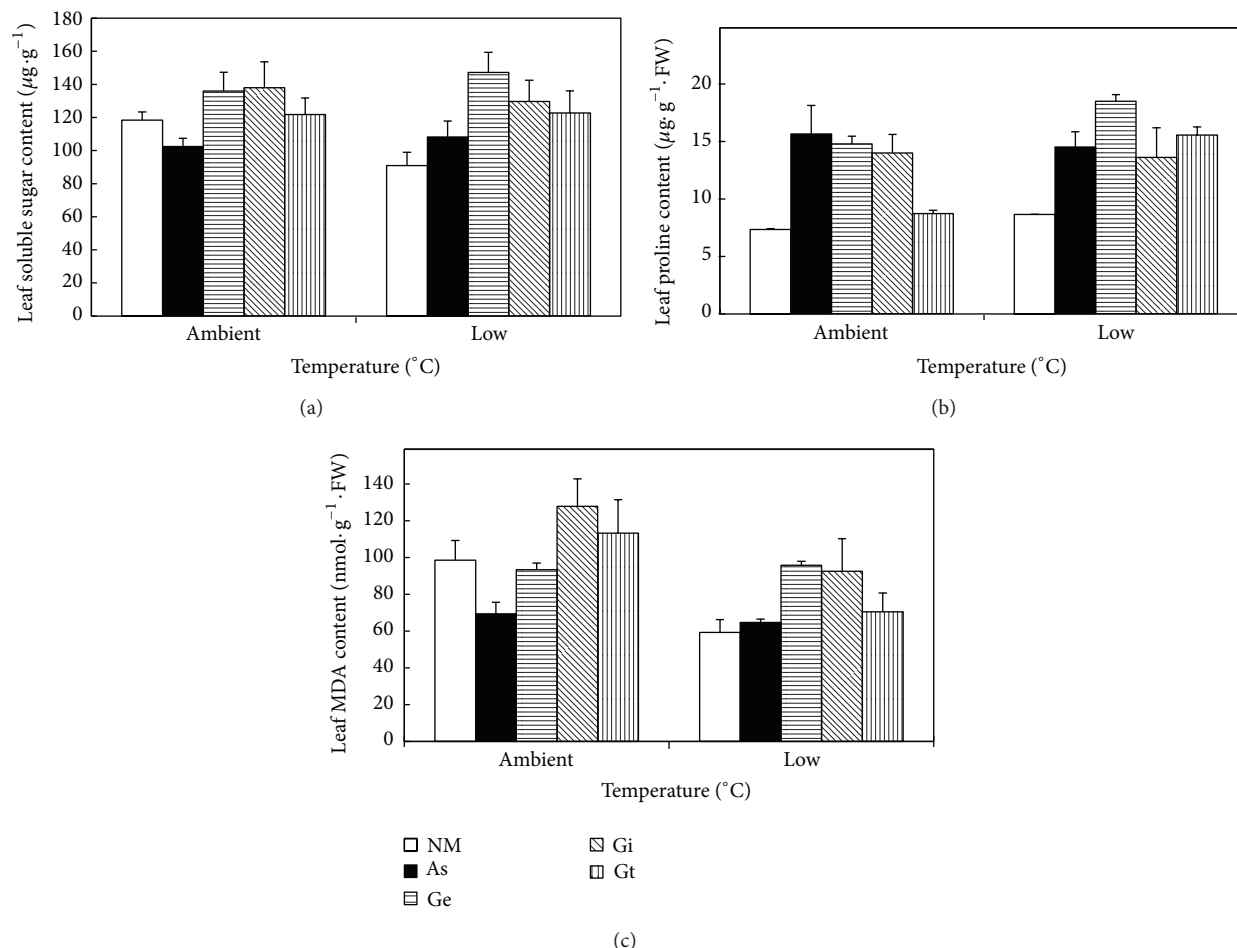 Leaf soluble sugar content (μg·g⁻¹)
180
160
140
120
100
80
60
40
20
0
Ambient
Low
Temperature (°C)
(a)
Leaf proline content (μg·g⁻¹·FW)
20
15
10
5
0
Ambient
Low
Temperature (°C)
(b)
Leaf MDA content (nmol·g⁻¹·FW)
140
120
100
80
60
40
20
0
Ambient
Low
Temperature (°C)
NM
As
Ge
Gi
Gt
(c)